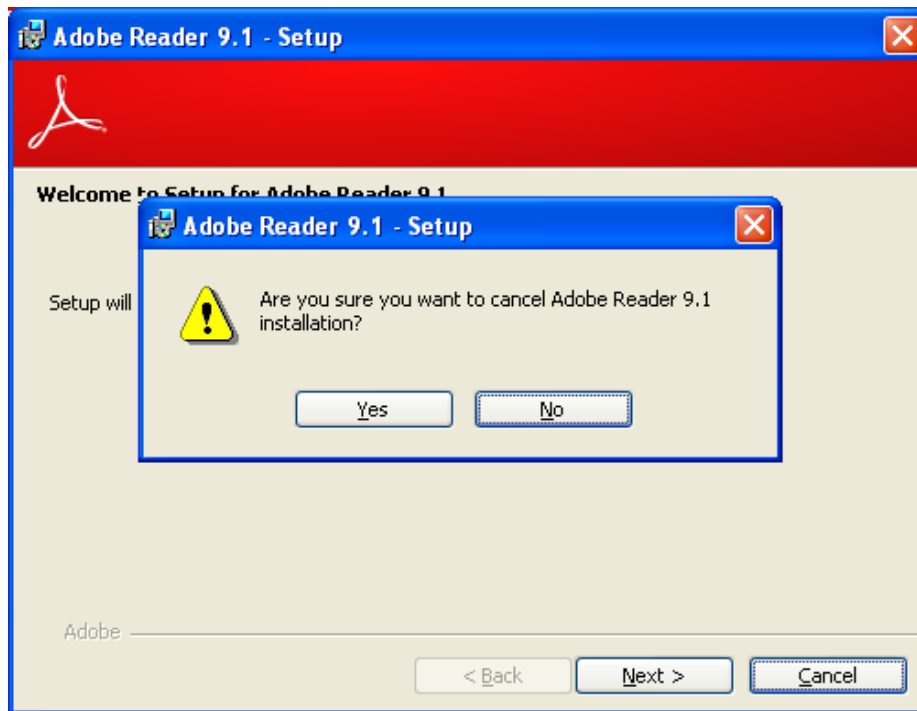 Adobe Reader 9.1 - Setup
Welcome to Setup for Adobe Reader 9.1
Adobe Reader 9.1 - Setup
Setup will
Are you sure you want to cancel Adobe Reader 9.1
installation?
Yes No
Adobe
< Back Next > Cancel